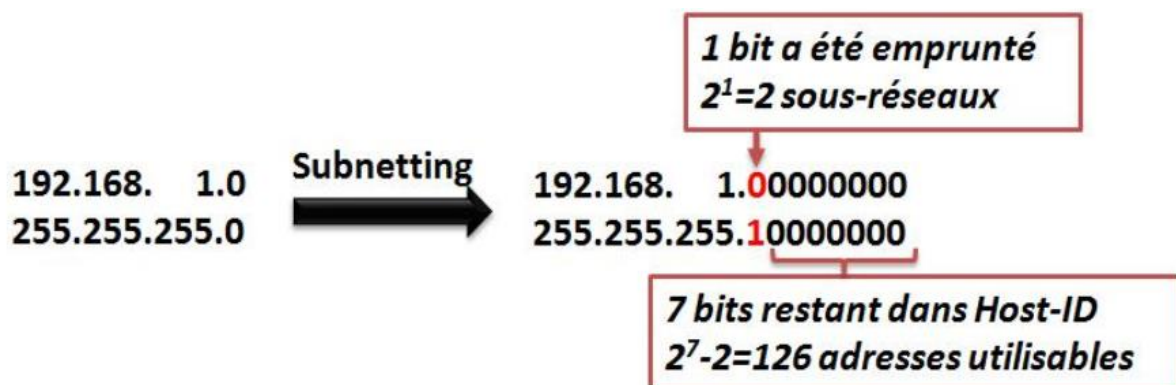 1 bit a été emprunté
2¹=2 sous-réseaux
192.168. 1.0
255.255.255.0
Subnetting
192.168. 1.00000000
255.255.255.10000000
7 bits restant dans Host-ID
2⁷-2=126 adresses utilisables